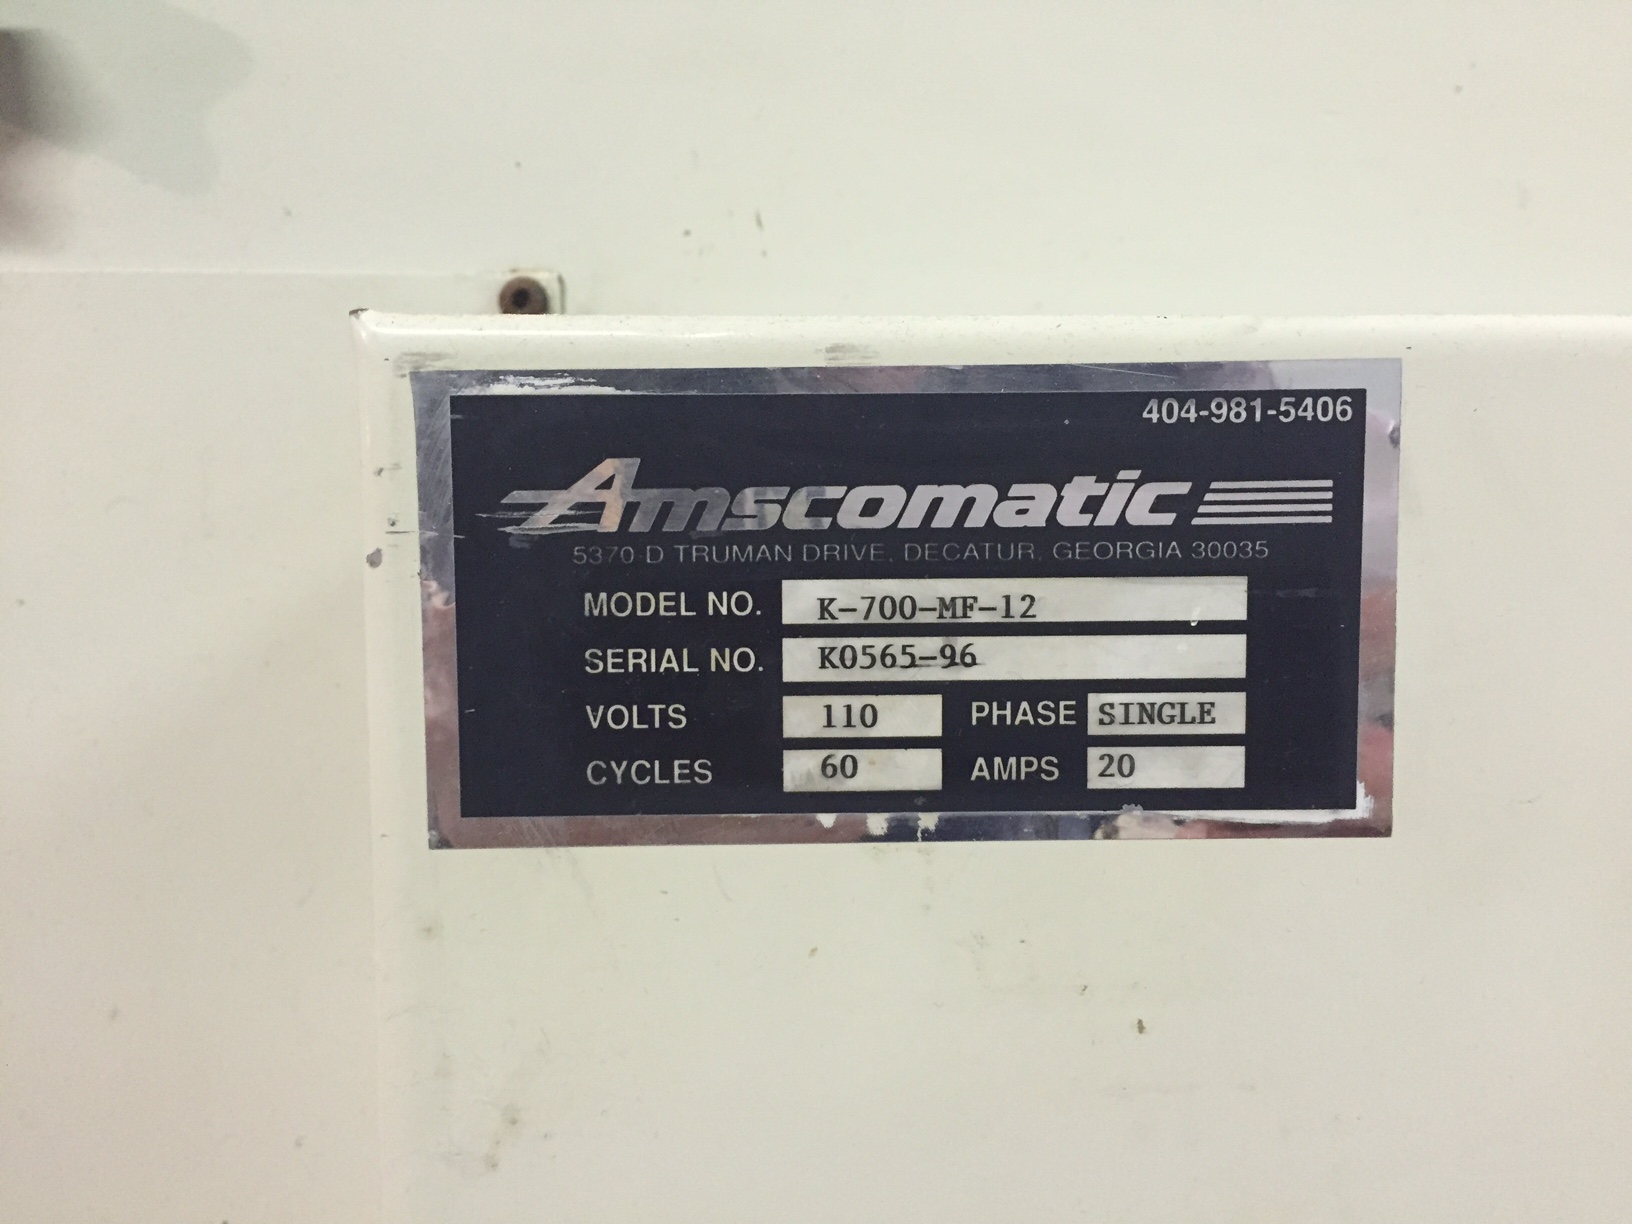 404-981-5406
Amscomatic
5370-D TRUMAN DRIVE, DECATUR, GEORGIA 30035
MODEL NO. K-700-MF-12
SERIAL NO. K0565-96
VOLTS 110 PHASE SINGLE
CYCLES 60 AMPS 20